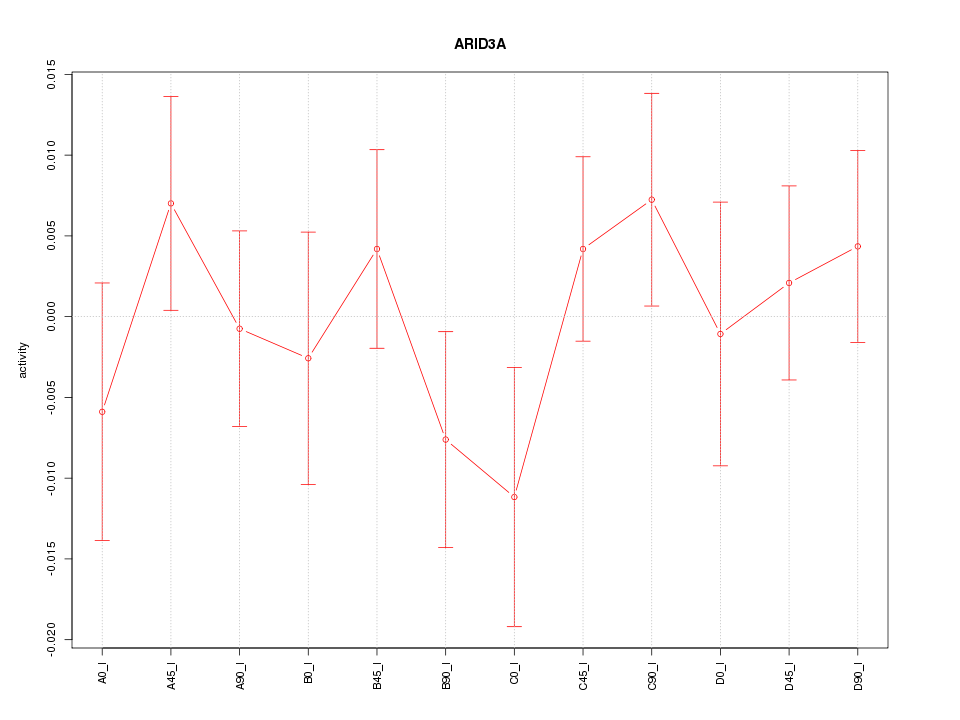 ARID3A
activity
0.015
0.010
0.005
0.000
-0.005
-0.010
-0.015
-0.020
A0_I
A45_I
A90_I
B0_I
B45_I
B90_I
C0_I
C45_I
C90_I
D0_I
D45_I
D90_I